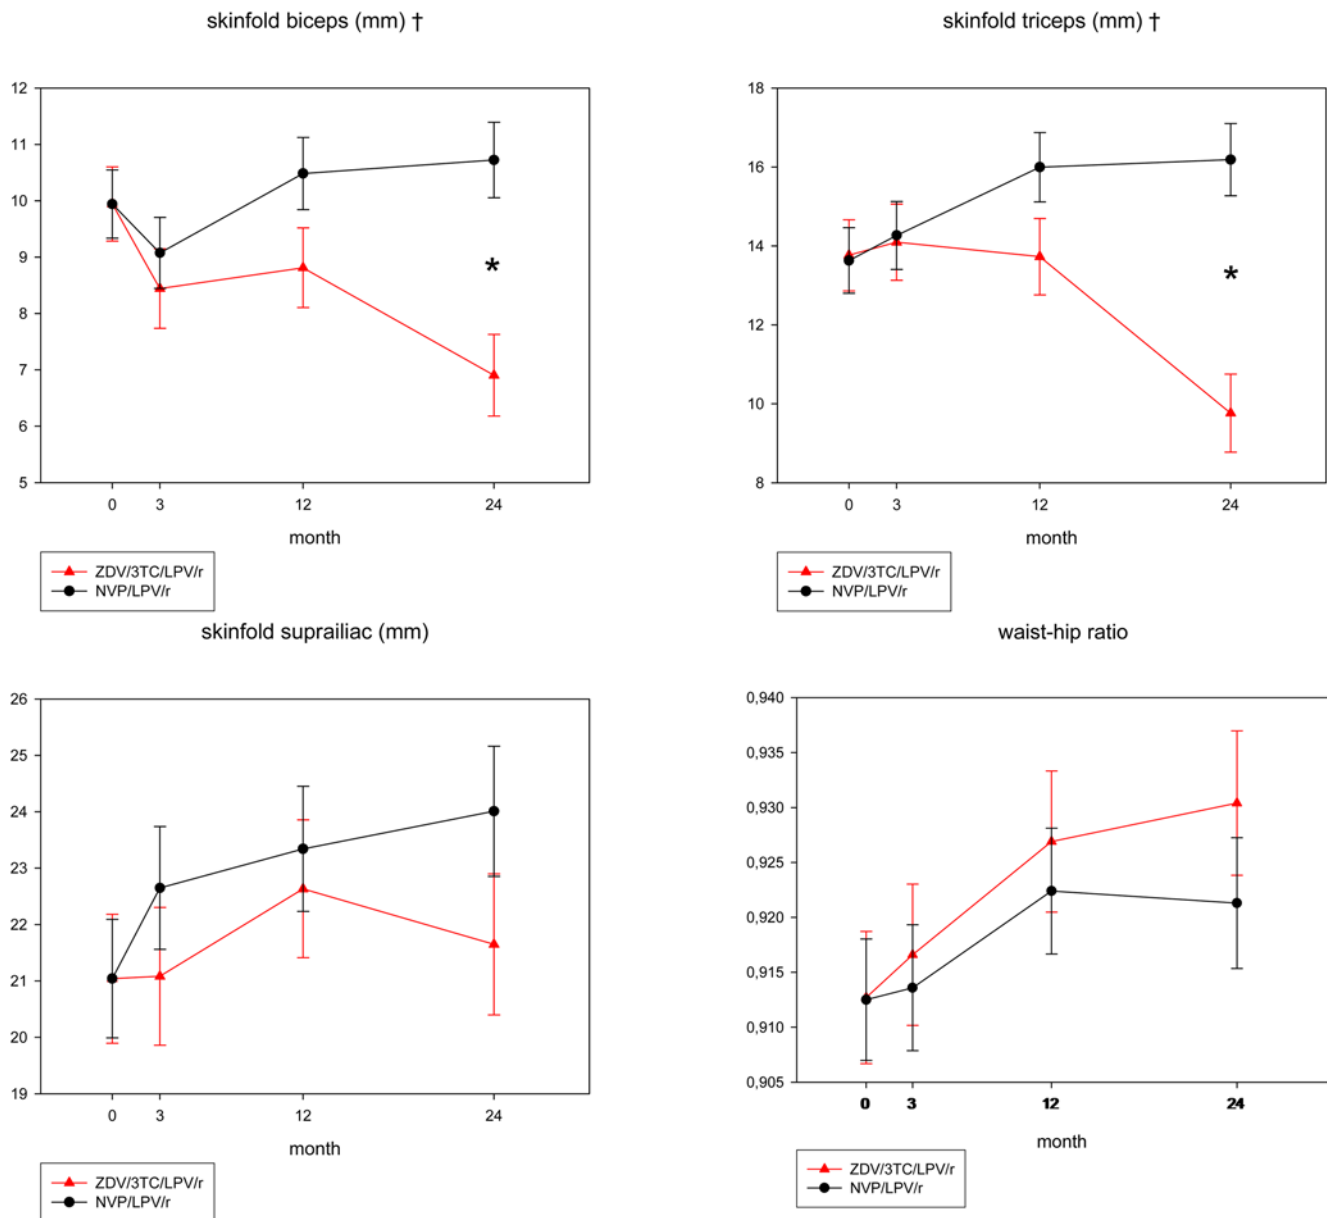 skinfold biceps (mm) †
12
11
10
9
8
7
6
5
*
0 3 12 24
month
ZDV/3TC/LPV/r
NVP/LPV/r
skinfold triceps (mm) †
18
16
14
12
10
8
*
0 3 12 24
month
ZDV/3TC/LPV/r
NVP/LPV/r
skinfold suprailiac (mm)
26
25
24
23
22
21
20
19
0 3 12 24
month
ZDV/3TC/LPV/r
NVP/LPV/r
waist-hip ratio
0,940
0,935
0,930
0,925
0,920
0,915
0,910
0,905
0 3 12 24
month
ZDV/3TC/LPV/r
NVP/LPV/r